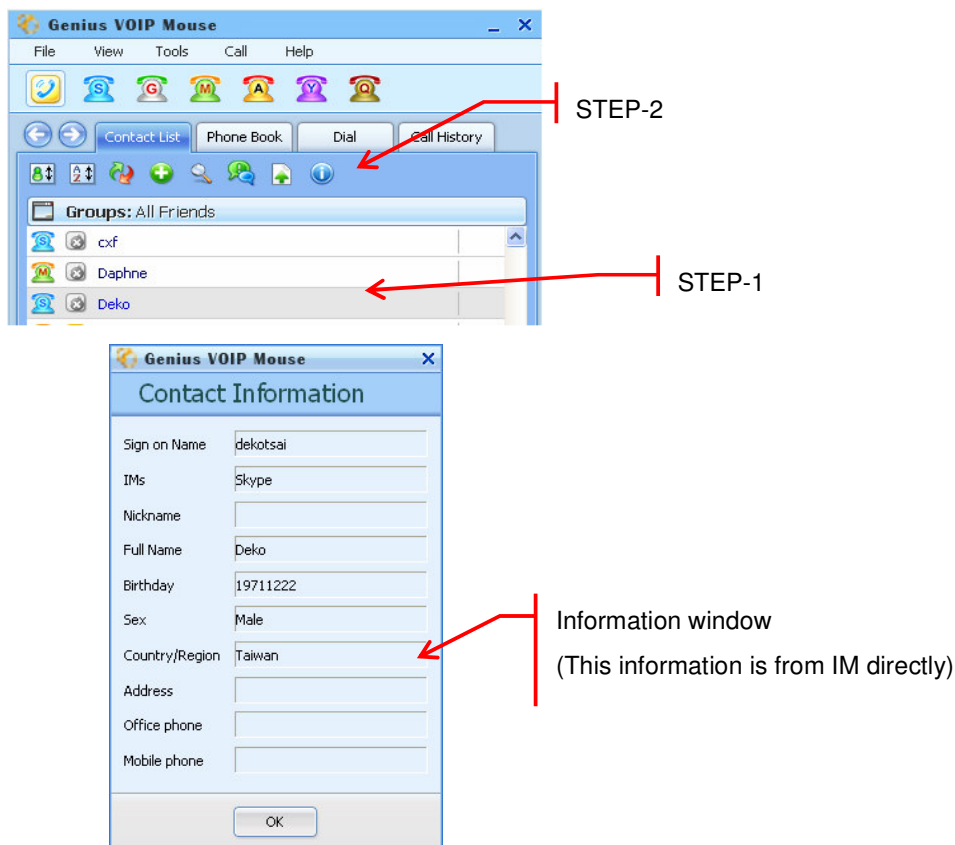 Genius VOIP Mouse
File View Tools Call Help
S G M A Y Q
STEP-2
Contact List Phone Book Dial Call History
8 A Z
Groups: All Friends
S cxf
M Daphne
STEP-1
S Deko
Genius VOIP Mouse
Contact Information
Sign on Name dekotsai
IMs Skype
Nickname
Full Name Deko
Birthday 19711222
Sex Male
Information window
Country/Region Taiwan
(This information is from IM directly)
Address
Office phone
Mobile phone
OK